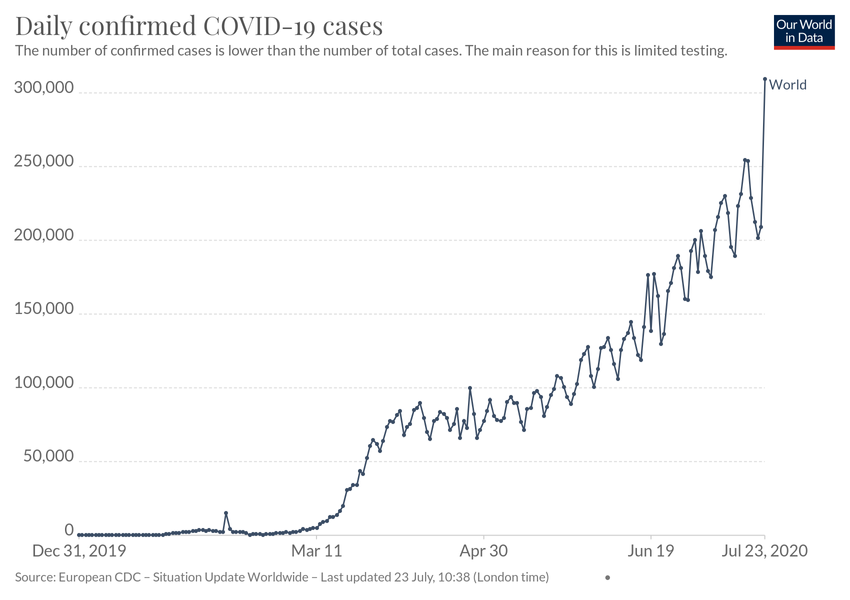 Daily confirmed COVID-19 cases
The number of confirmed cases is lower than the number of total cases. The main reason for this is limited testing.
Our World
in Data
300,000
World
250,000
200,000
150,000
100,000
50,000
0
Dec 31, 2019
Mar 11
Apr 30
Jun 19
Jul 23, 2020
Source: European CDC – Situation Update Worldwide – Last updated 23 July, 10:38 (London time)